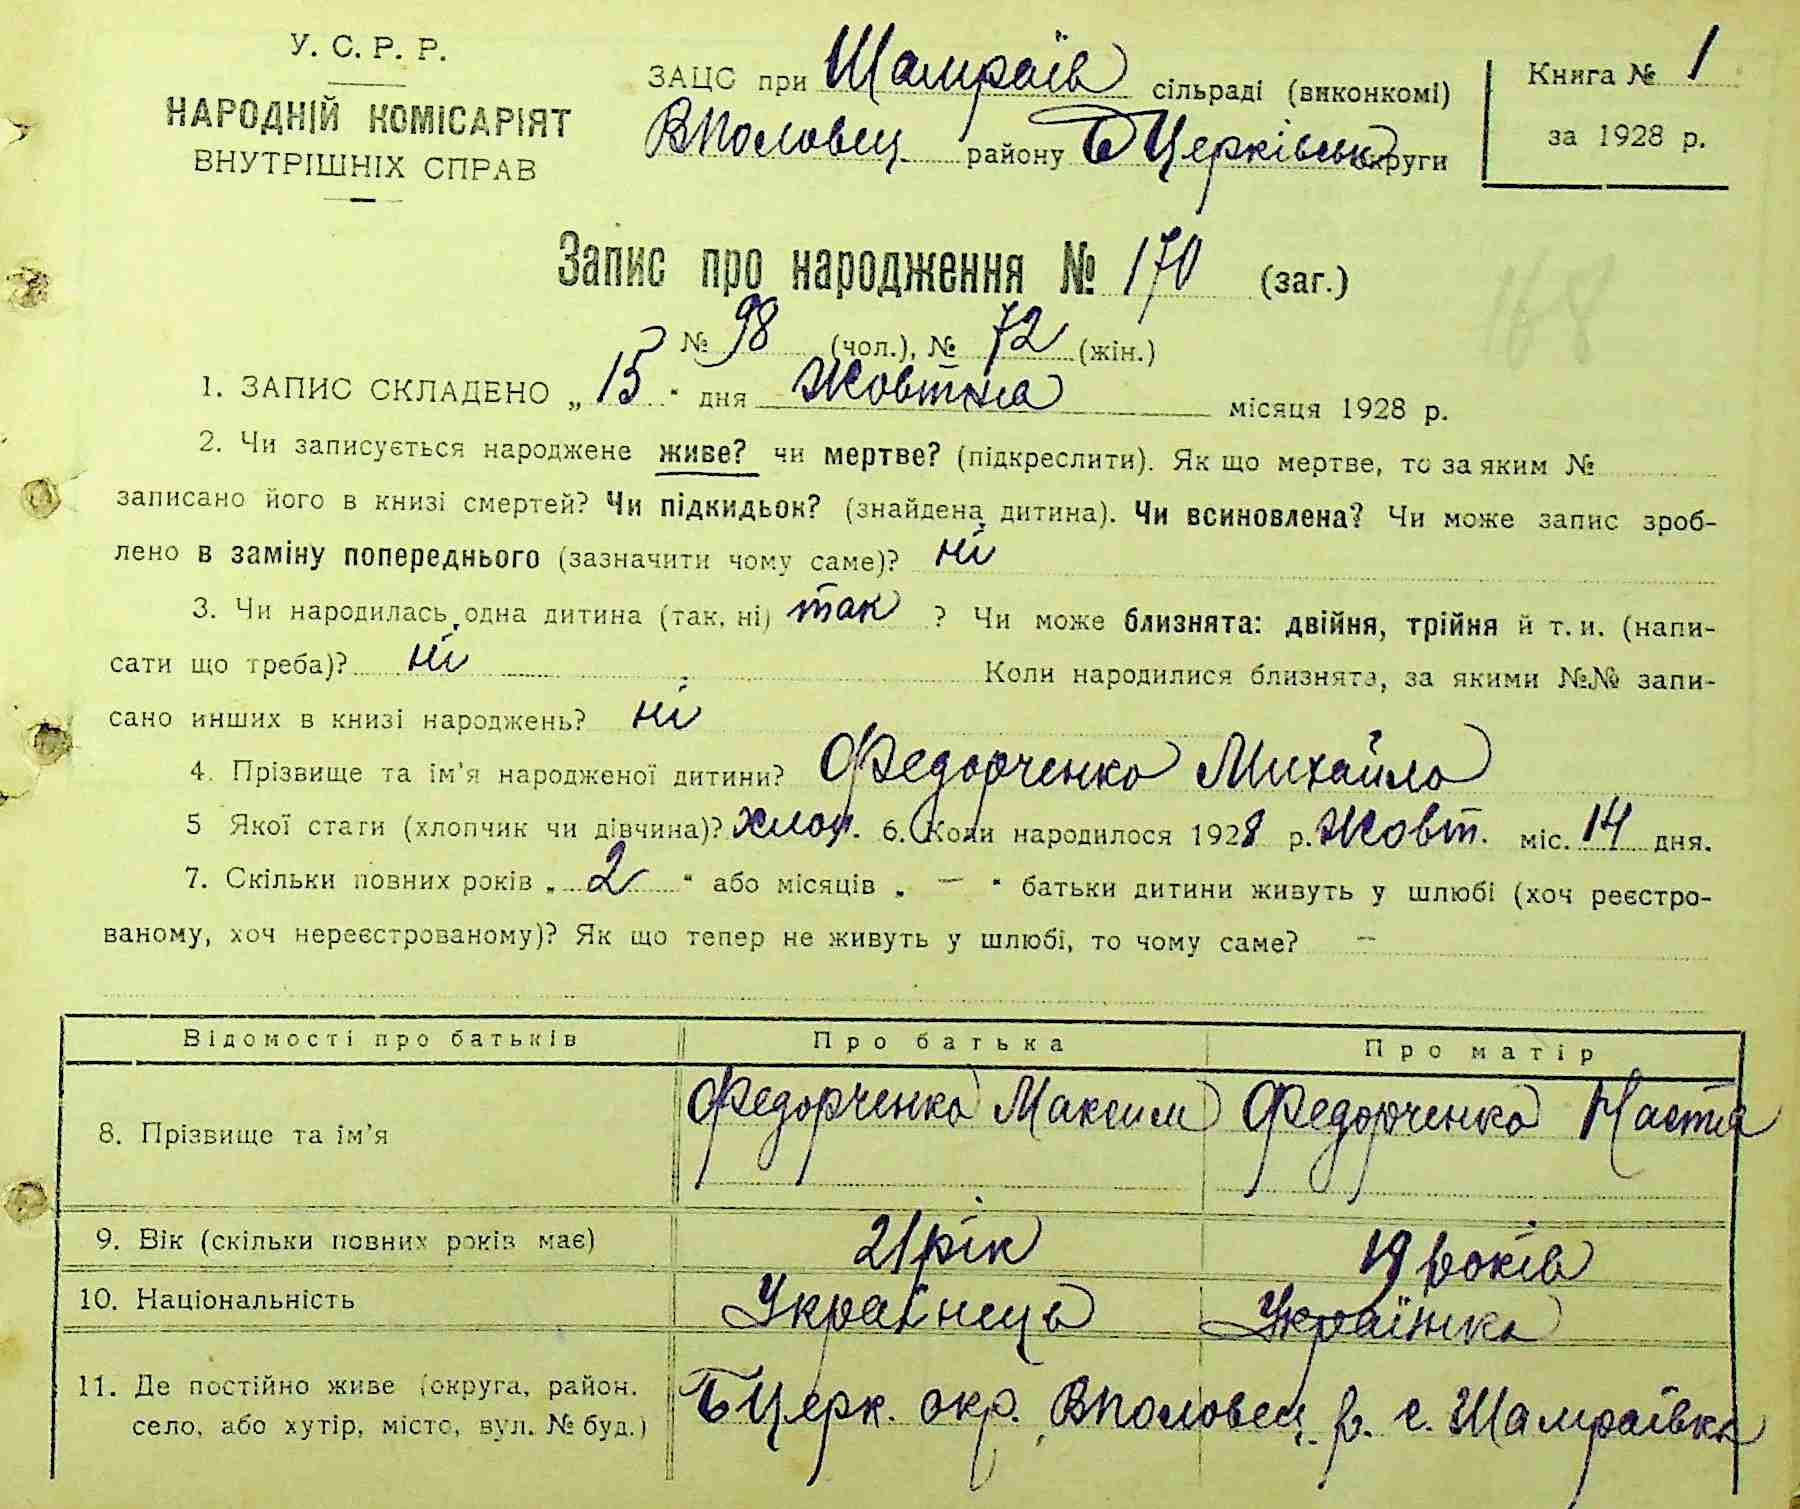 У. С. Р. Р.
НАРОДНІЙ КОМІСАРІЯТ
ВНУТРІШНІХ СПРАВ
ЗАЦС при Шамраїв сільраді (виконкомі)
ВПоловец. району БЦерківськ округи
Книга № 1
за 1928 р.
Запис про народження № 170 (заг.)
168
№ 98 (чол.), № 72 (жін.)
1. ЗАПИС СКЛАДЕНО „ 15 “ дня Жовтня місяця 1928 р.
2. Чи записується народжене живе? чи мертве? (підкреслити). Як що мертве, то за яким №
записано його в книзі смертей? Чи підкидьок? (знайдена дитина). Чи всиновлена? Чи може запис зроб-
лено в заміну попереднього (зазначити чому саме)? ні
3. Чи народилась одна дитина (так, ні) так ? Чи може близнята: двійня, трійня й т. и. (напи-
сати що треба)? ні Коли народилися близнята, за якими №№ запи-
сано инших в книзі народжень? ні
4. Прізвище та ім’я народженої дитини? Федорченко Михайло
5 Якої стати (хлопчик чи дівчина)? хлоп. 6. Коли народилося 1928 р. Жовт. міс. 14 дня.
7. Скільки повних років „ 2 “ або місяців „ — “ батьки дитини живуть у шлюбі (хоч реєстро-
ваному, хоч нереєстрованому)? Як що тепер не живуть у шлюбі, то чому саме? —
Відомості про батьків Про батька Про матір
8. Прізвище та ім’я Федорченко Максим Федорченко Настя
9. Вік (скільки повних років має) 21 рік 19 років
10. Національність Українець Українка
11. Де постійно живе (округа, район.
село, або хутір, місто, вул. № буд.) БЦерк. окр. ВПоловец. р. с. Шамраївка